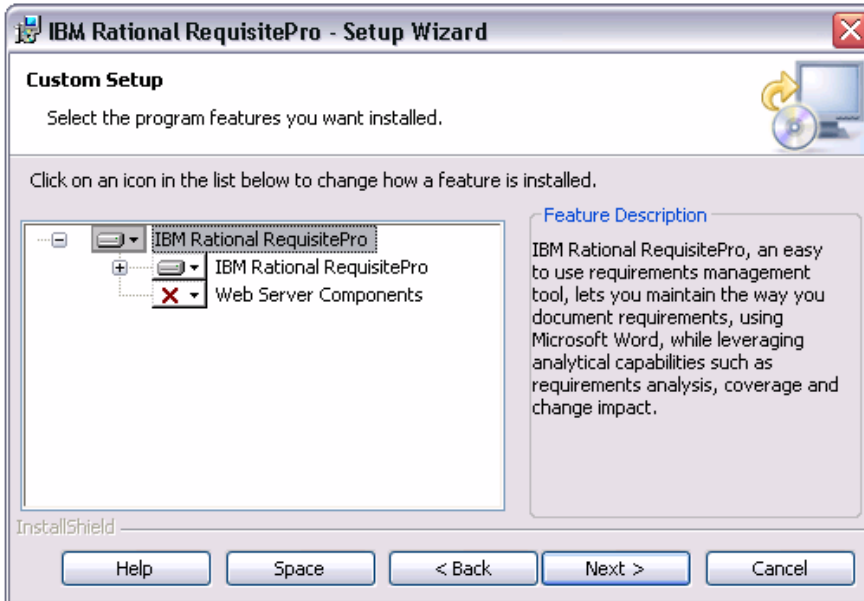 IBM Rational RequisitePro - Setup Wizard
Custom Setup
Select the program features you want installed.
Click on an icon in the list below to change how a feature is installed.
IBM Rational RequisitePro
IBM Rational RequisitePro
Web Server Components
Feature Description
IBM Rational RequisitePro, an easy
to use requirements management
tool, lets you maintain the way you
document requirements, using
Microsoft Word, while leveraging
analytical capabilities such as
requirements analysis, coverage and
change impact.
InstallShield
Help
Space
< Back
Next >
Cancel